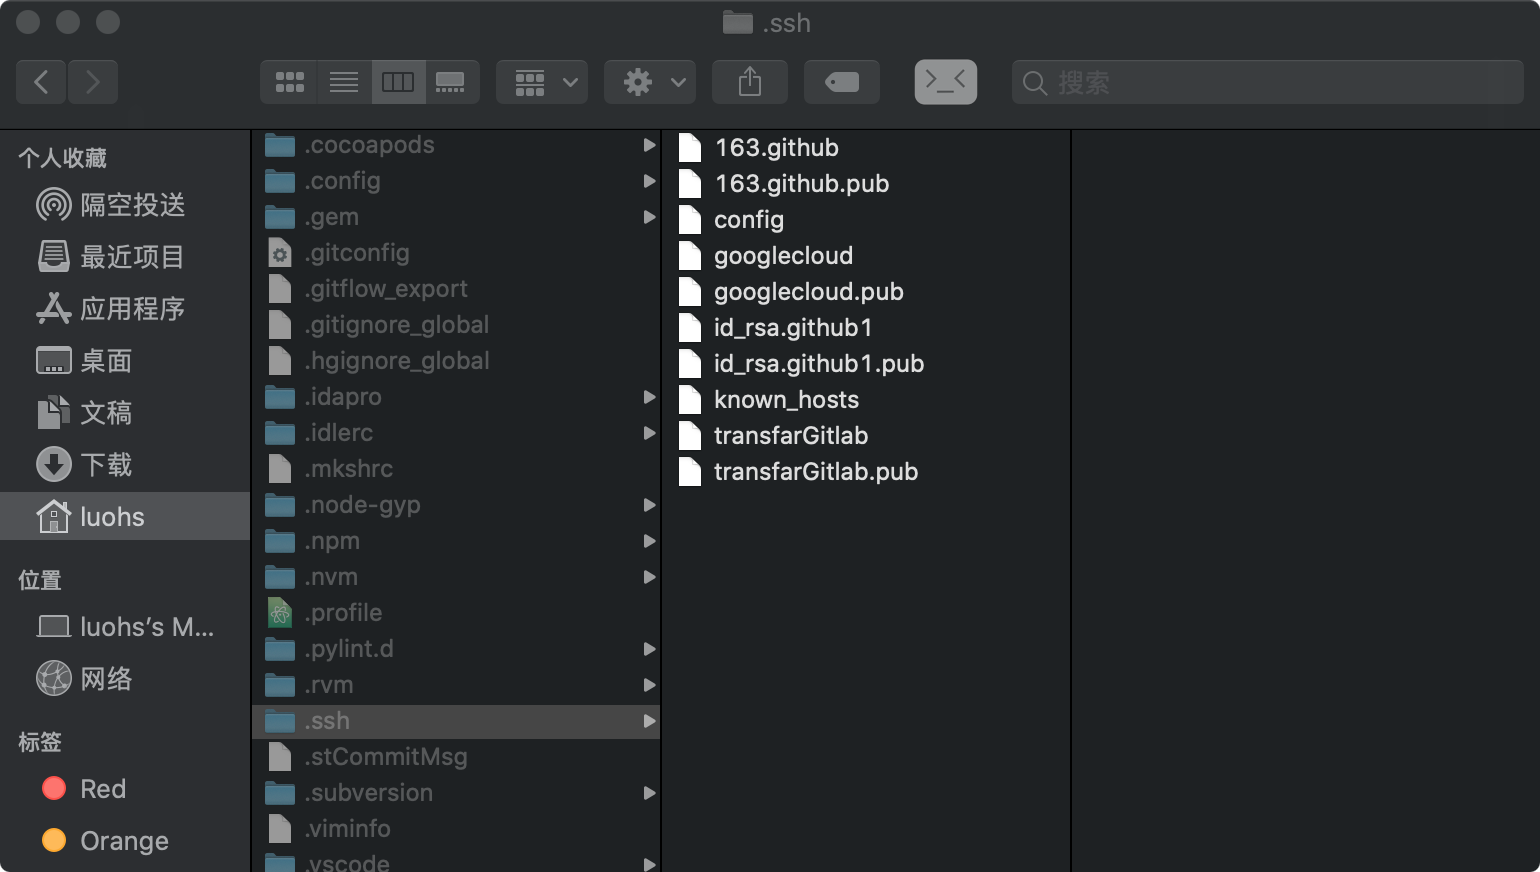 .ssh
搜索
个人收藏
隔空投送
最近项目
应用程序
桌面
文稿
下载
luohs
位置
luohs’s M...
网络
标签
Red
Orange
.cocoapods
.config
.gem
.gitconfig
.gitflow_export
.gitignore_global
.hgignore_global
.idapro
.idlerc
.mkshrc
.node-gyp
.npm
.nvm
.profile
.pylint.d
.rvm
.ssh
.stCommitMsg
.subversion
.viminfo
.vscode
163.github
163.github.pub
config
googlecloud
googlecloud.pub
id_rsa.github1
id_rsa.github1.pub
known_hosts
transfarGitlab
transfarGitlab.pub